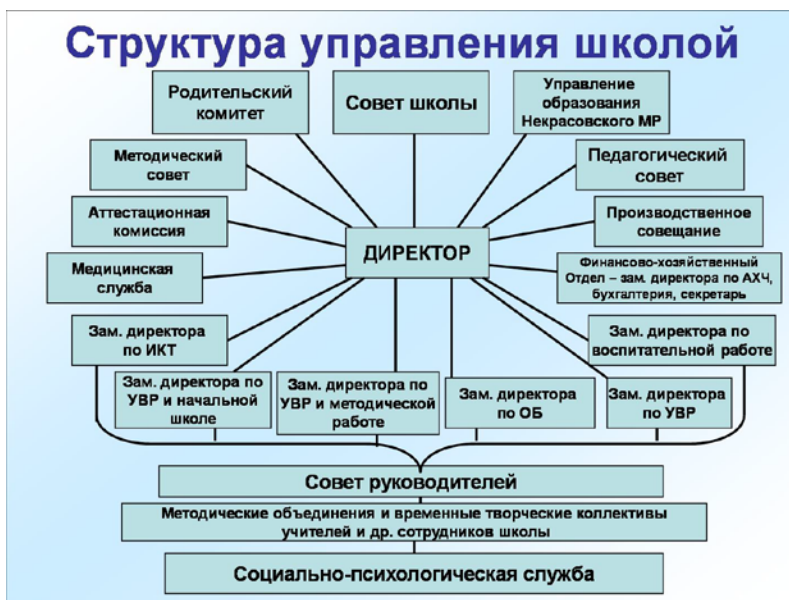 Структура управления школой
Родительский
комитет
Совет школы
Управление
образования
Некрасовского МР
Методический
совет
Педагогический
совет
Аттестационная
комиссия
ДИРЕКТОР
Производственное
совещание
Медицинская
служба
Финансово-хозяйственный
Отдел – зам. директора по АХЧ,
бухгалтерия, секретарь
Зам. директора
по ИКТ
Зам. директора по
воспитательной работе
Зам. директора по
УВР и начальной
школе
Зам. директора по
УВР и методической
работе
Зам. директора
по ОБ
Зам. директора
по УВР
Совет руководителей
Методические объединения и временные творческие коллективы
учителей и др. сотрудников школы
Социально-психологическая служба